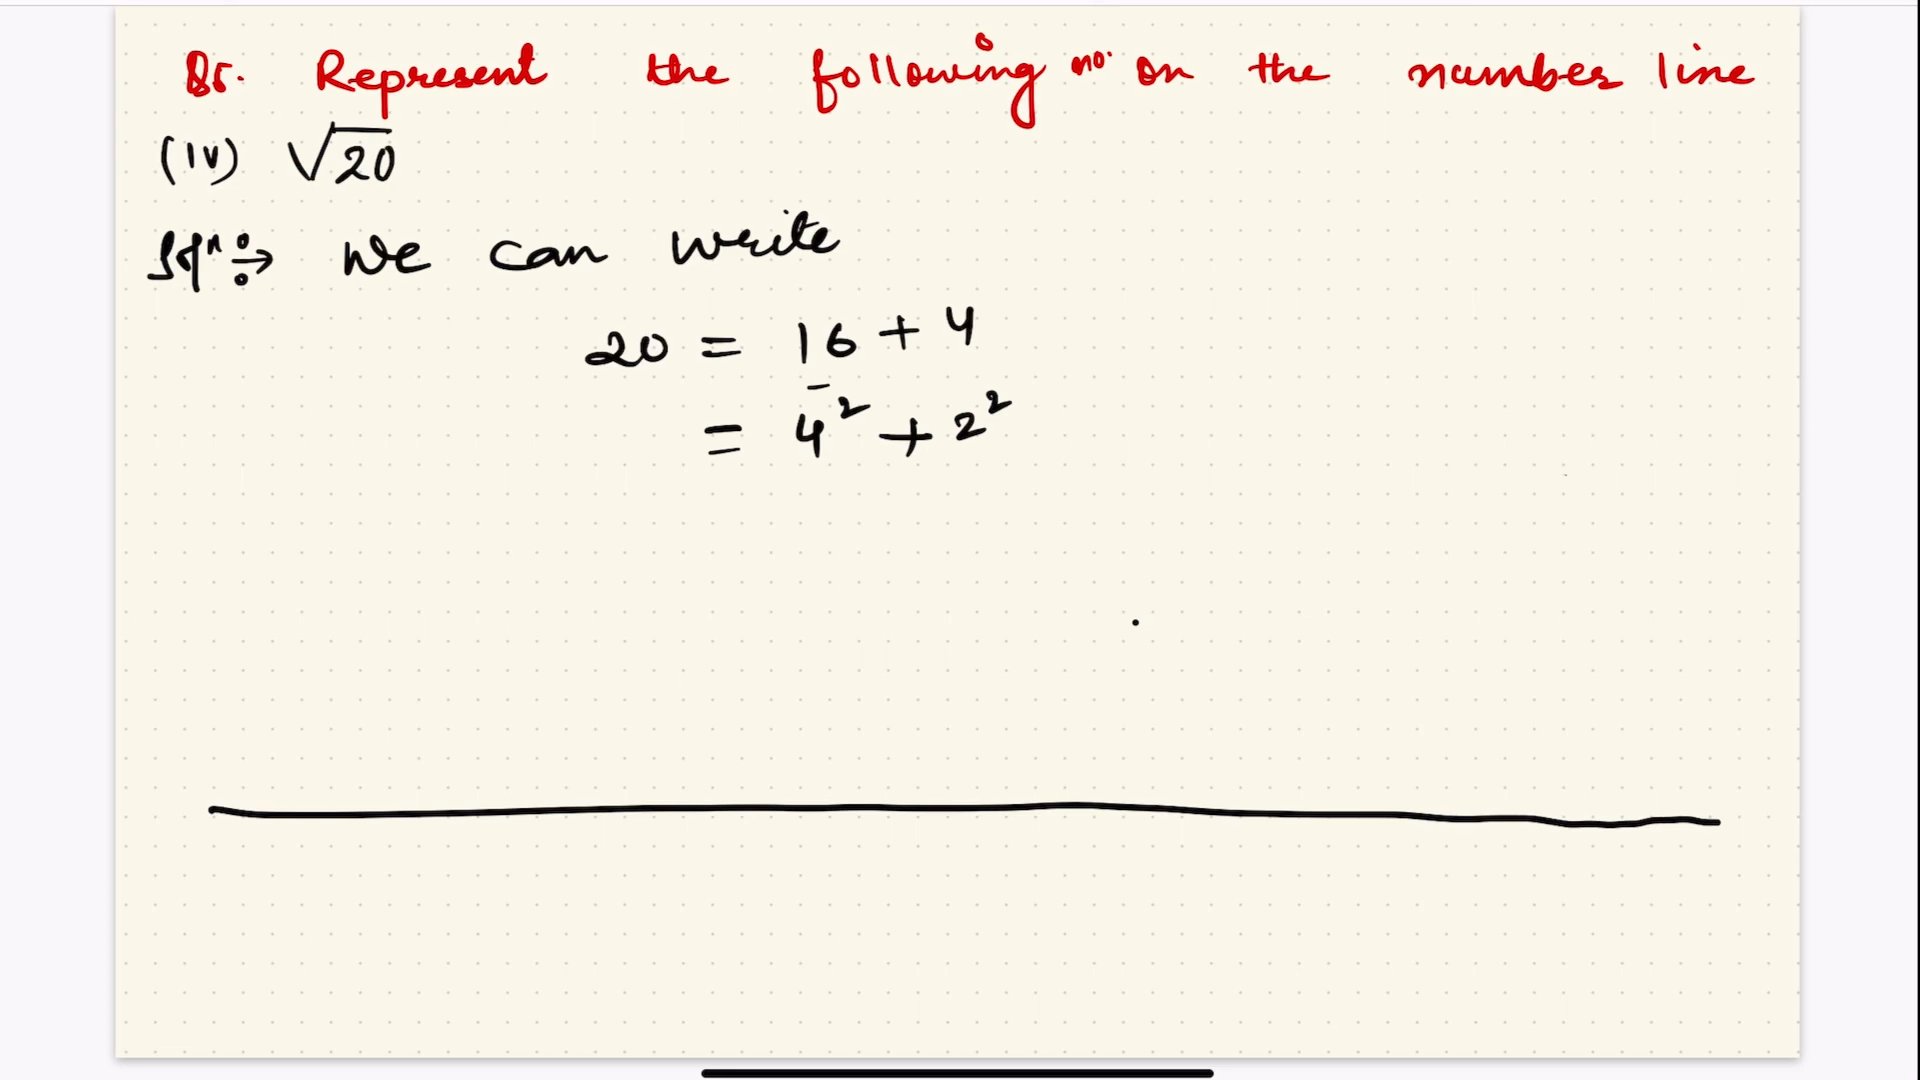 Q5. Represent the following no. on the number line
(iv) √20
Solⁿ :→ We can write
20 = 16 + 4
= 4² + 2²